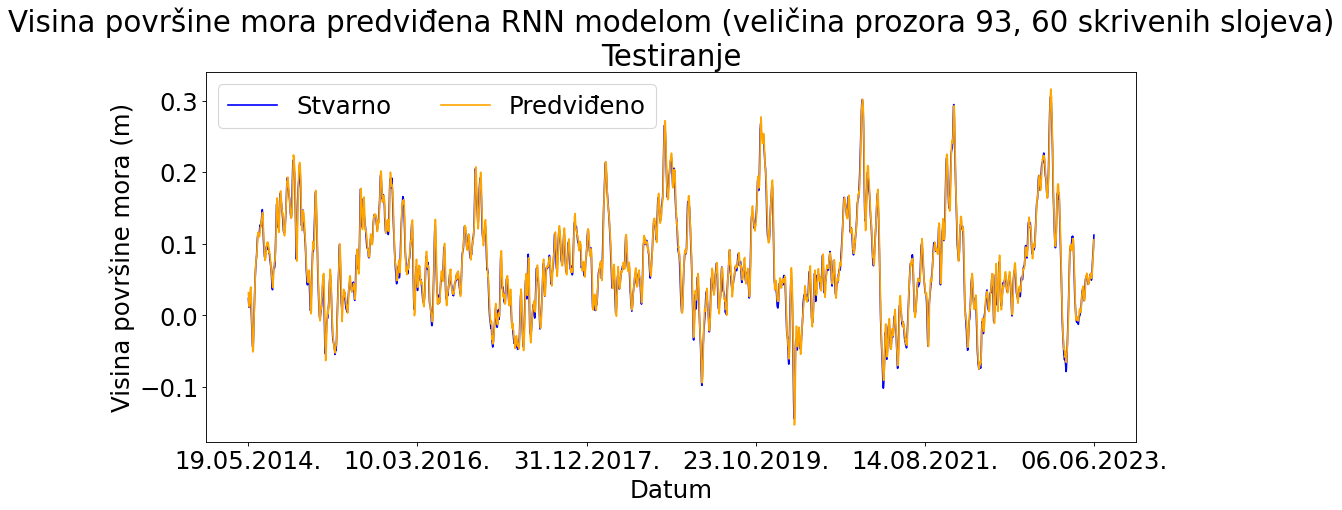 Visina površine mora predviđena RNN modelom (veličina prozora 93, 60 skrivenih slojeva)
Testiranje
Stvarno Predviđeno
Visina površine mora (m)
0.3
0.2
0.1
0.0
−0.1
19.05.2014. 10.03.2016. 31.12.2017. 23.10.2019. 14.08.2021. 06.06.2023.
Datum